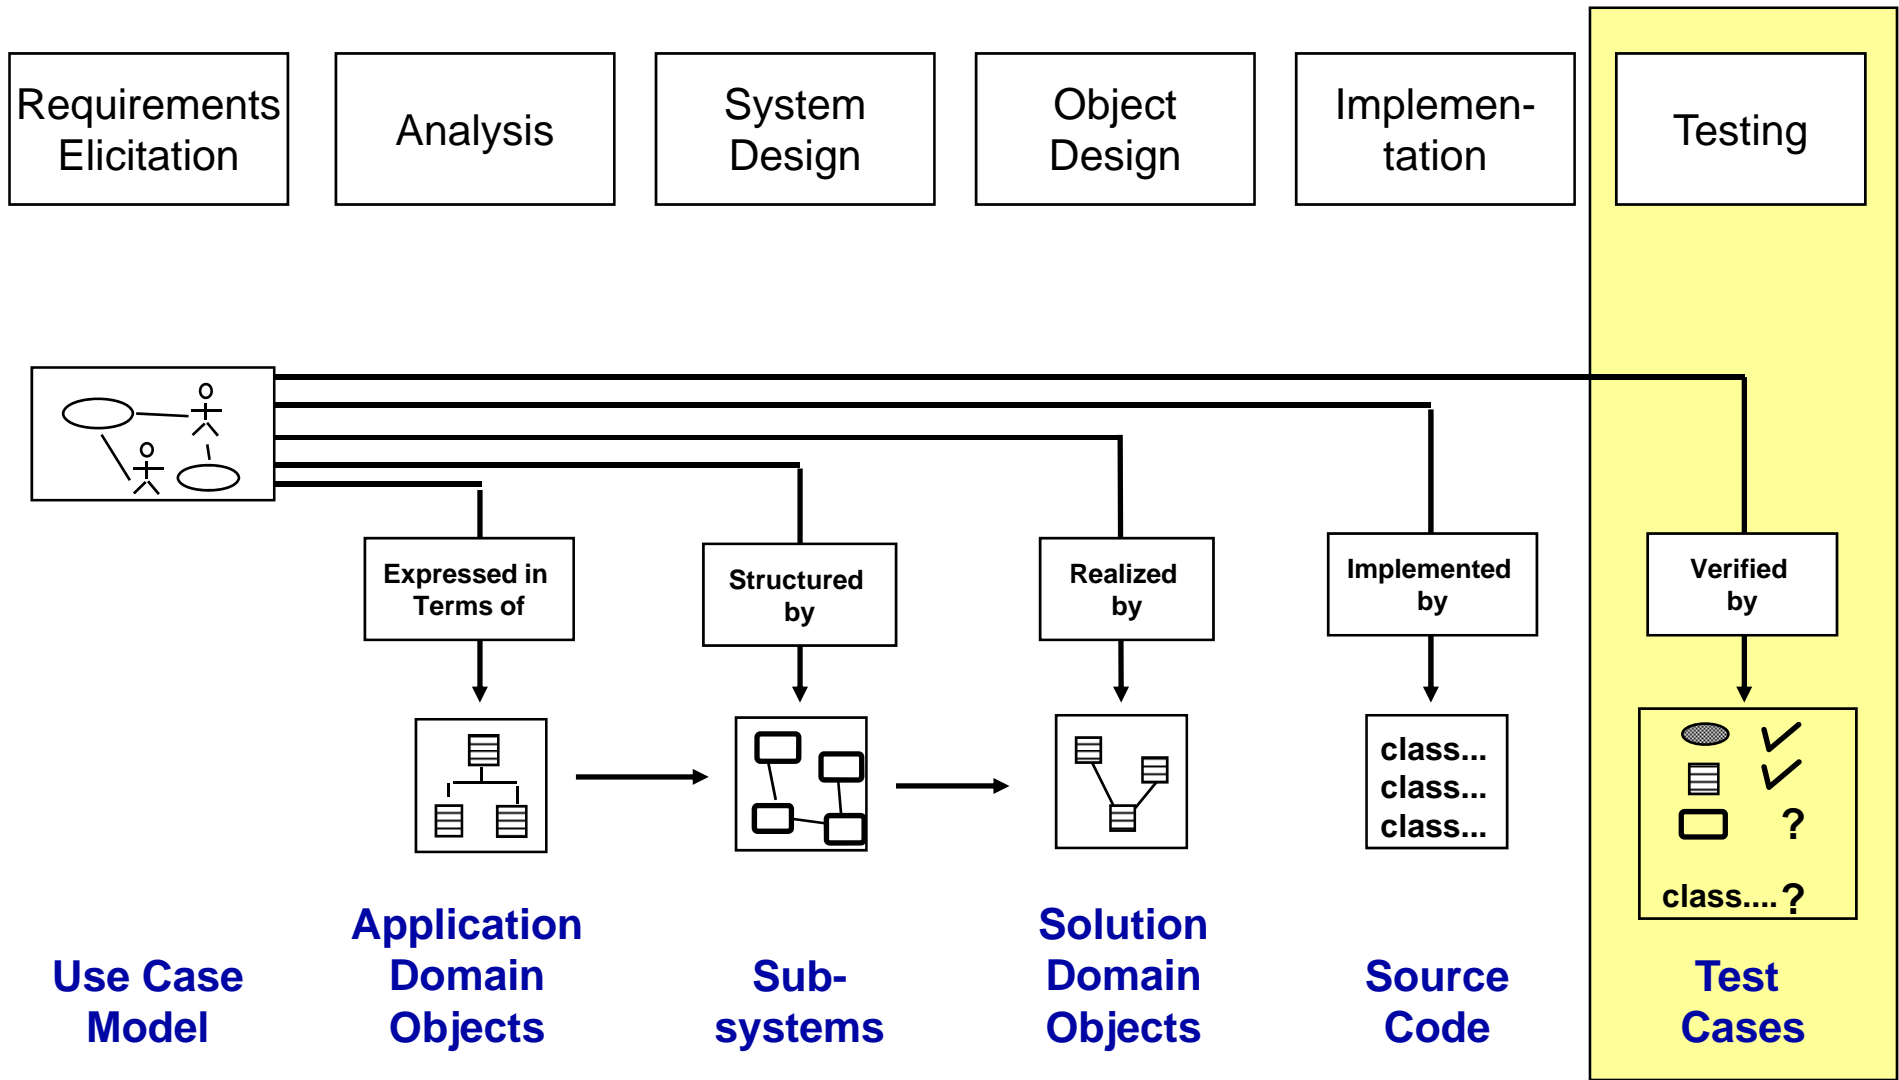 Requirements
Elicitation
Analysis
System
Design
Object
Design
Implemen-
tation
Testing
Expressed in
Terms of
Structured
by
Realized
by
Implemented
by
Verified
by
class...
class...
class...
?
class....?
Use Case
Model
Application
Domain
Objects
Sub-
systems
Solution
Domain
Objects
Source
Code
Test
Cases